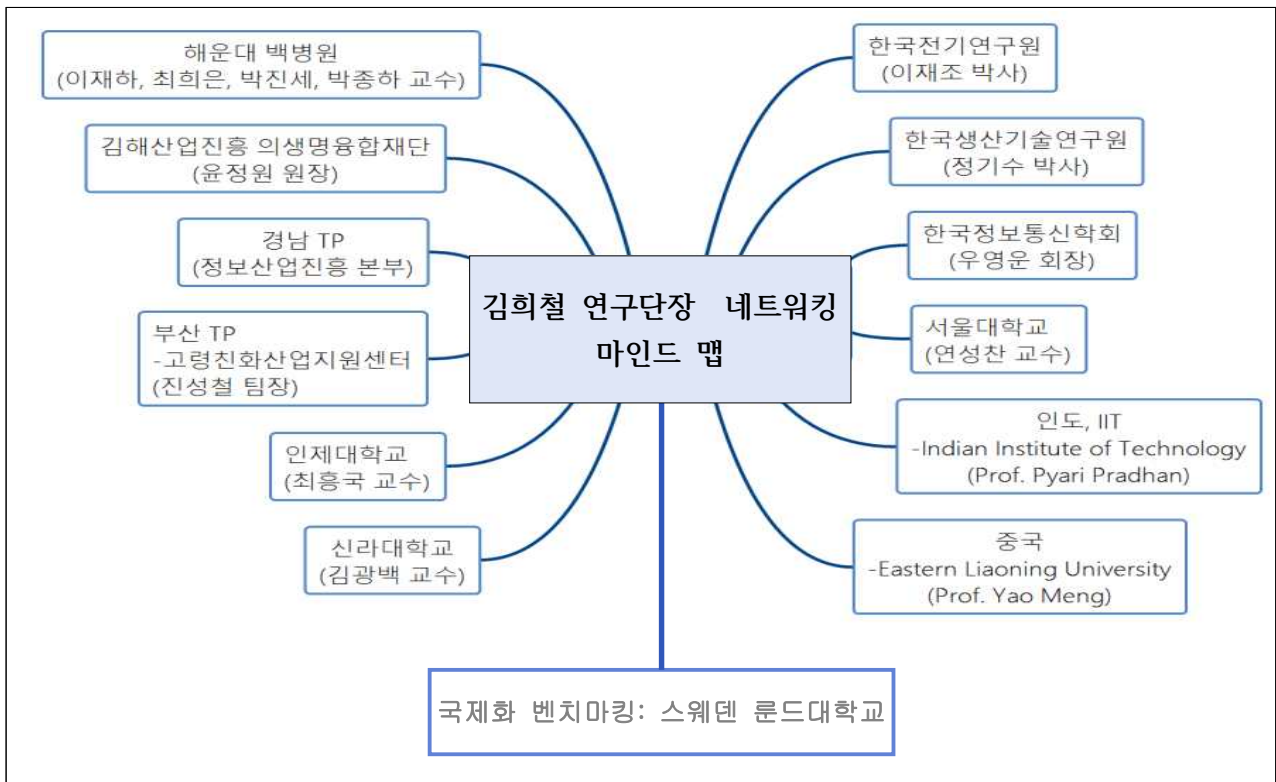 해운대 백병원
(이재하, 최희은, 박진세, 박종하 교수)
김해산업진흥 의생명융합재단
(윤정원 원장)
경남 TP
(정보산업진흥 본부)
부산 TP
-고령친화산업지원센터
(진성철 팀장)
인제대학교
(최흥국 교수)
신라대학교
(김광백 교수)
김희철 연구단장 네트워킹
마인드 맵
한국전기연구원
(이재조 박사)
한국생산기술연구원
(정기수 박사)
한국정보통신학회
(우영운 회장)
서울대학교
(연성찬 교수)
인도, IIT
-Indian Institute of Technology
(Prof. Pyari Pradhan)
중국
-Eastern Liaoning University
(Prof. Yao Meng)
국제화 벤치마킹: 스웨덴 룬드대학교